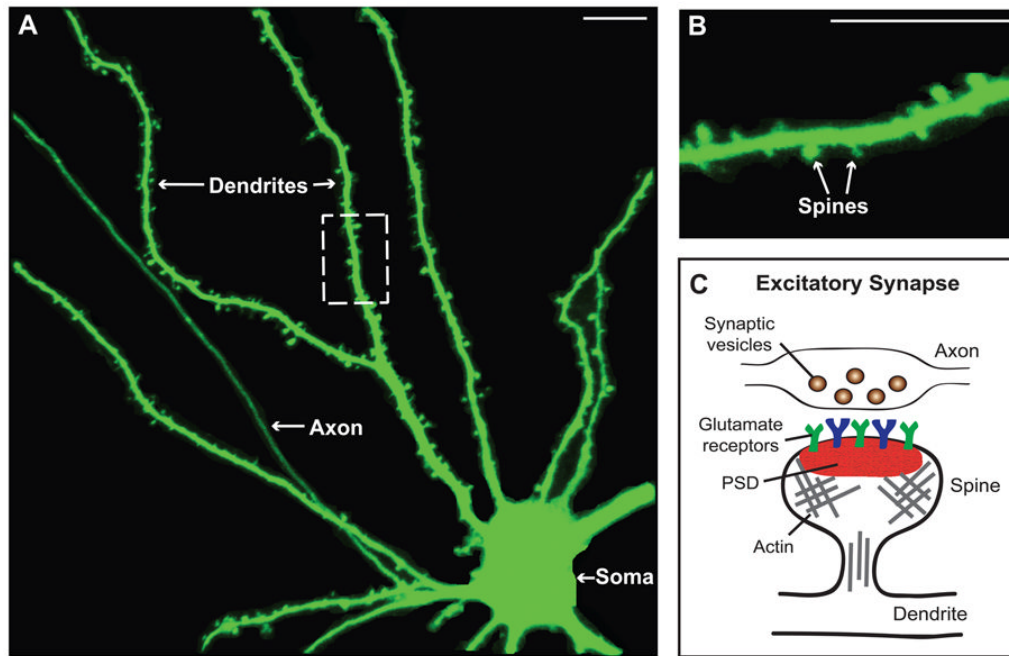 A
Dendrites
Axon
Soma
B
Spines
C
Excitatory Synapse
Synaptic
vesicles
Axon
Glutamate
receptors
PSD
Spine
Actin
Dendrite